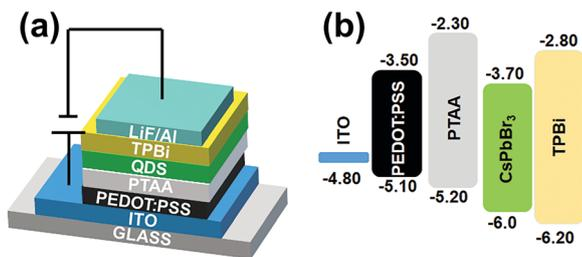 (a)
LiF/Al
TPBi
QDS
PTAA
PEDOT:PSS
ITO
GLASS
(b)
-2.30
-2.80
-3.50
-3.70
ITO
PEDOT:PSS
PTAA
CsPbBr₃
TPBi
-4.80
-5.10
-5.20
-6.0
-6.20